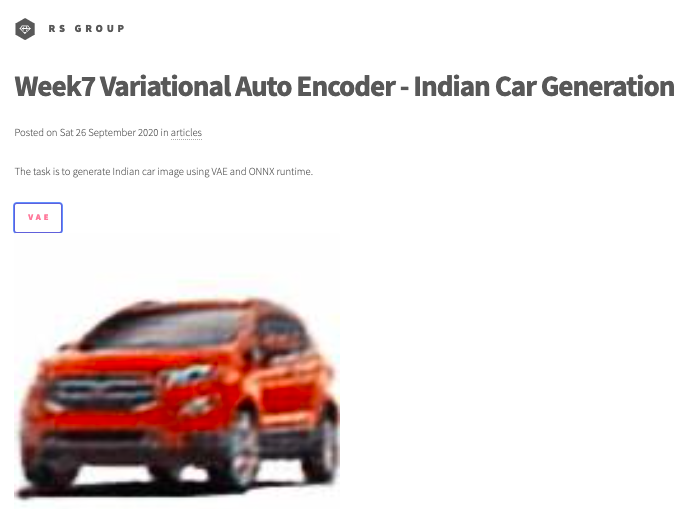 RS GROUP
Week7 Variational Auto Encoder - Indian Car Generation
Posted on Sat 26 September 2020 in articles
The task is to generate Indian car image using VAE and ONNX runtime.
VAE